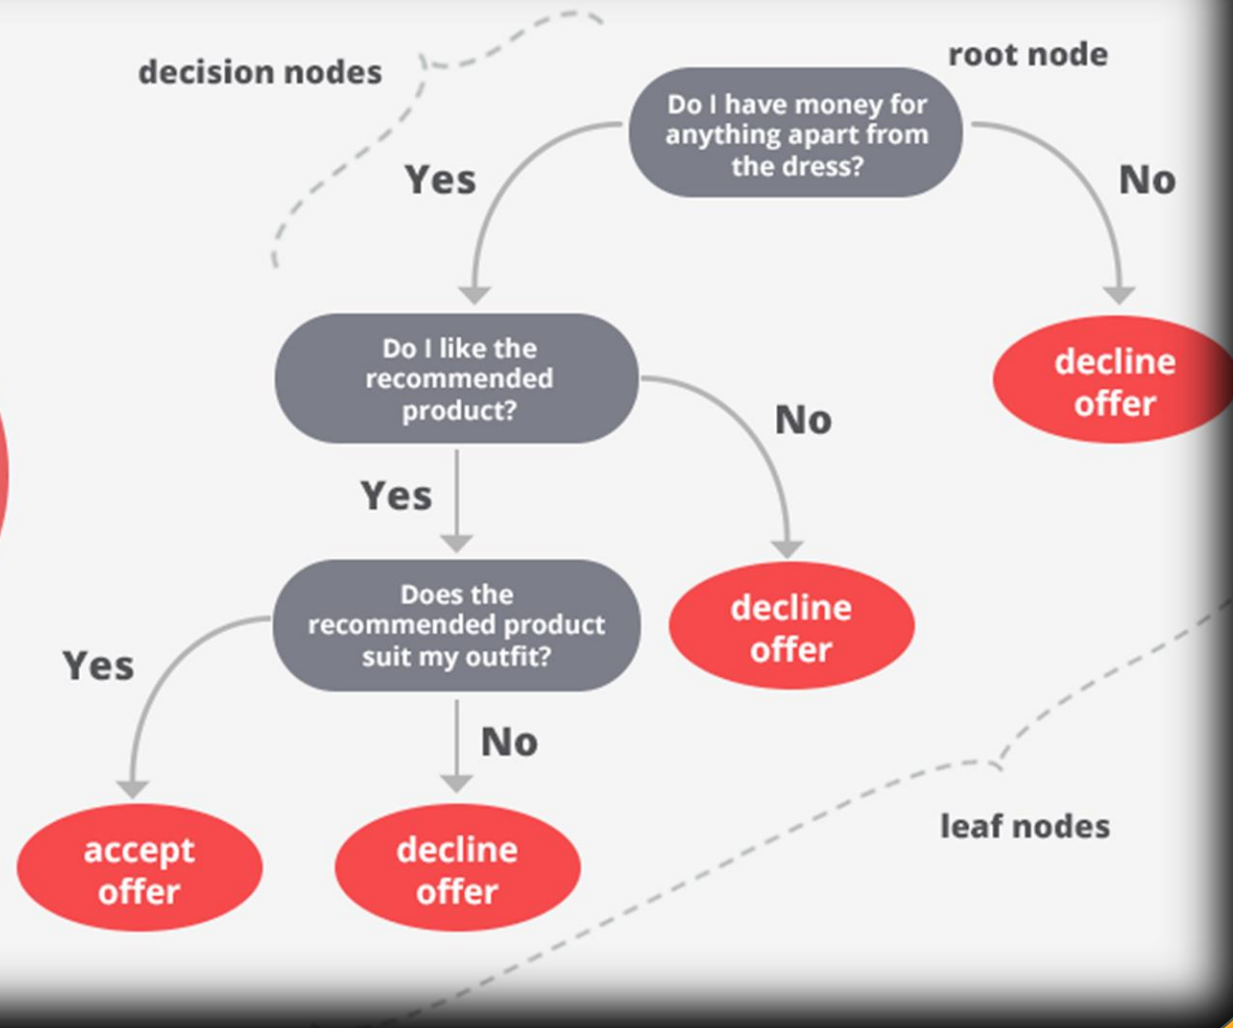 root node
decision nodes
Do I have money for
anything apart from
the dress?
Yes
No
Do I like the
recommended
product?
decline
offer
No
Yes
Does the
recommended product
suit my outfit?
decline
offer
Yes
No
accept
offer
decline
offer
leaf nodes